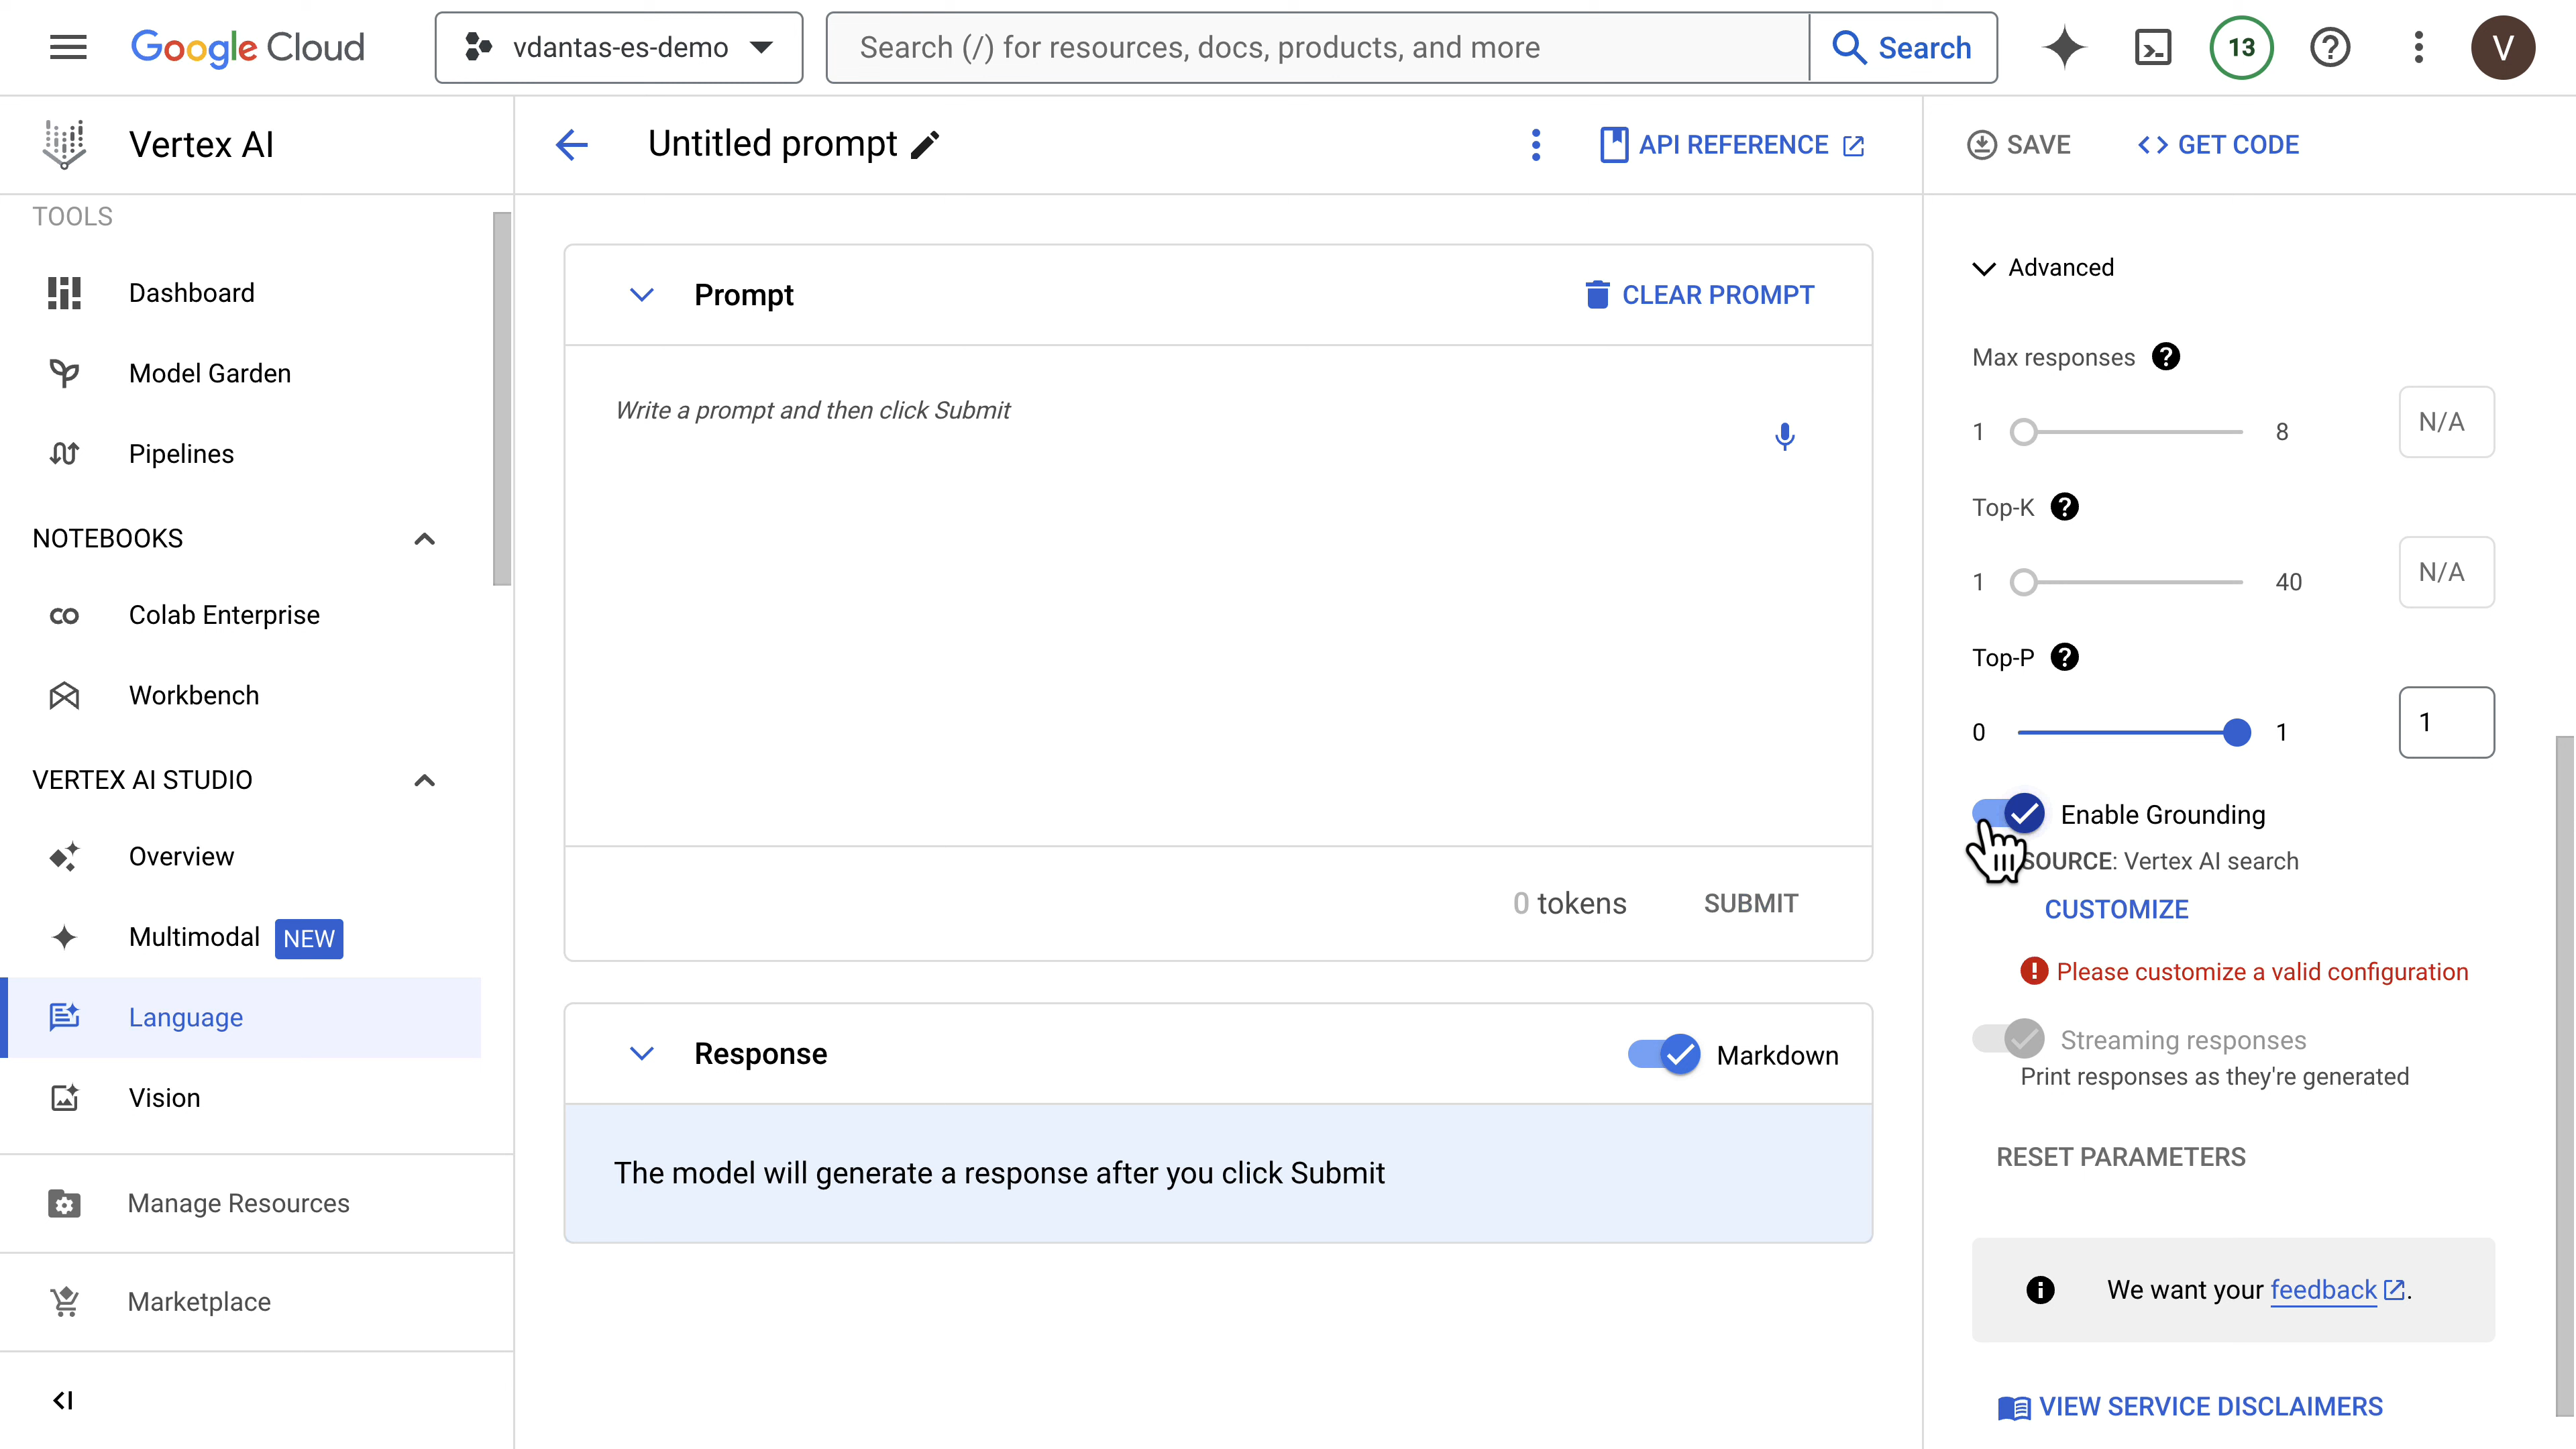 Google Cloud
vdantas-es-demo
Search (/) for resources, docs, products, and more
Search
13
V
Vertex AI
Untitled prompt
API REFERENCE
SAVE
GET CODE
TOOLS
Dashboard
Model Garden
Pipelines
NOTEBOOKS
Colab Enterprise
Workbench
VERTEX AI STUDIO
Overview
Multimodal NEW
Language
Vision
Manage Resources
Marketplace
Prompt
CLEAR PROMPT
Write a prompt and then click Submit
0 tokens
SUBMIT
Response
Markdown
The model will generate a response after you click Submit
Advanced
Max responses
1 8 N/A
Top-K
1 40 N/A
Top-P
0 1 1
Enable Grounding
SOURCE: Vertex AI search
CUSTOMIZE
Please customize a valid configuration
Streaming responses
Print responses as they're generated
RESET PARAMETERS
We want your feedback.
VIEW SERVICE DISCLAIMERS